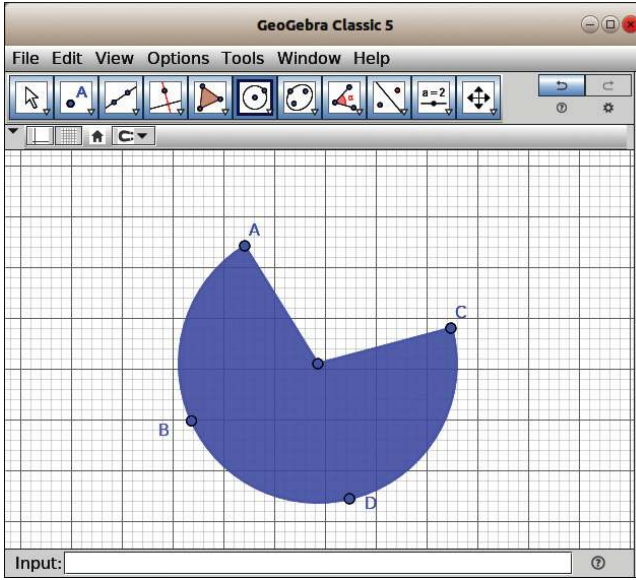 GeoGebra Classic 5
File Edit View Options Tools Window Help
A
a=2
A
C
B
D
Input: